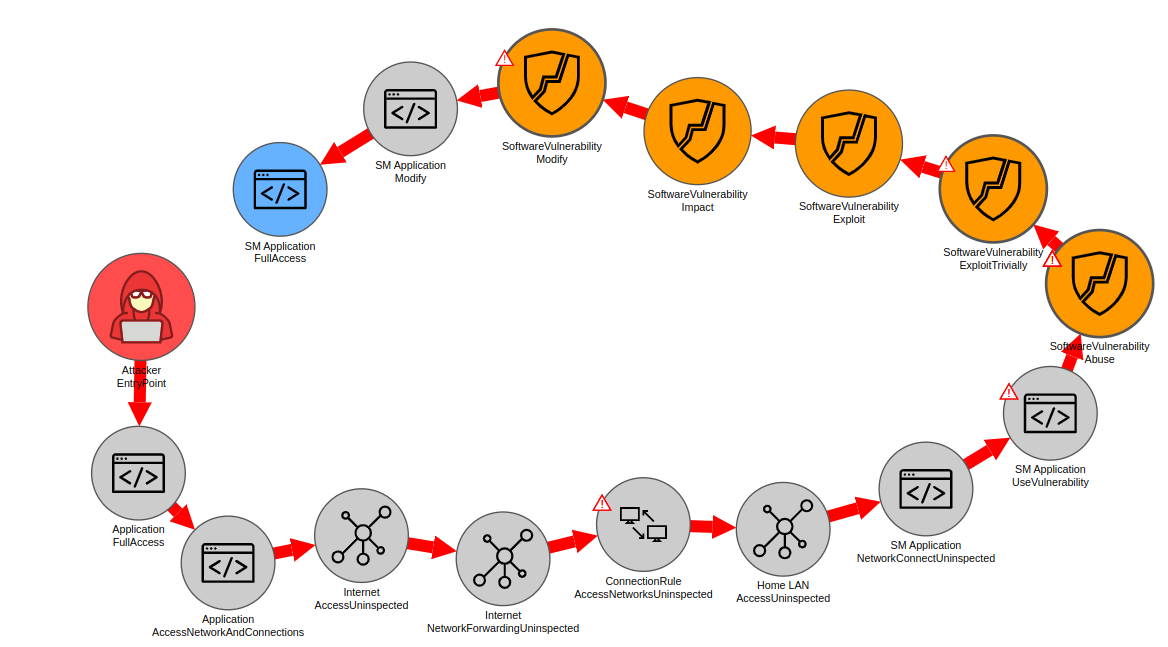 SoftwareVulnerability
Modify
SM Application
Modify
SoftwareVulnerability
Impact
SoftwareVulnerability
Exploit
SM Application
FullAccess
SoftwareVulnerability
ExploitTrivially
SoftwareVulnerability
Abuse
Attacker
EntryPoint
SM Application
UseVulnerability
Application
FullAccess
SM Application
NetworkConnectUninspected
ConnectionRule
AccessNetworksUninspected
Home LAN
AccessUninspected
Internet
AccessUninspected
Internet
NetworkForwardingUninspected
Application
AccessNetworkAndConnections